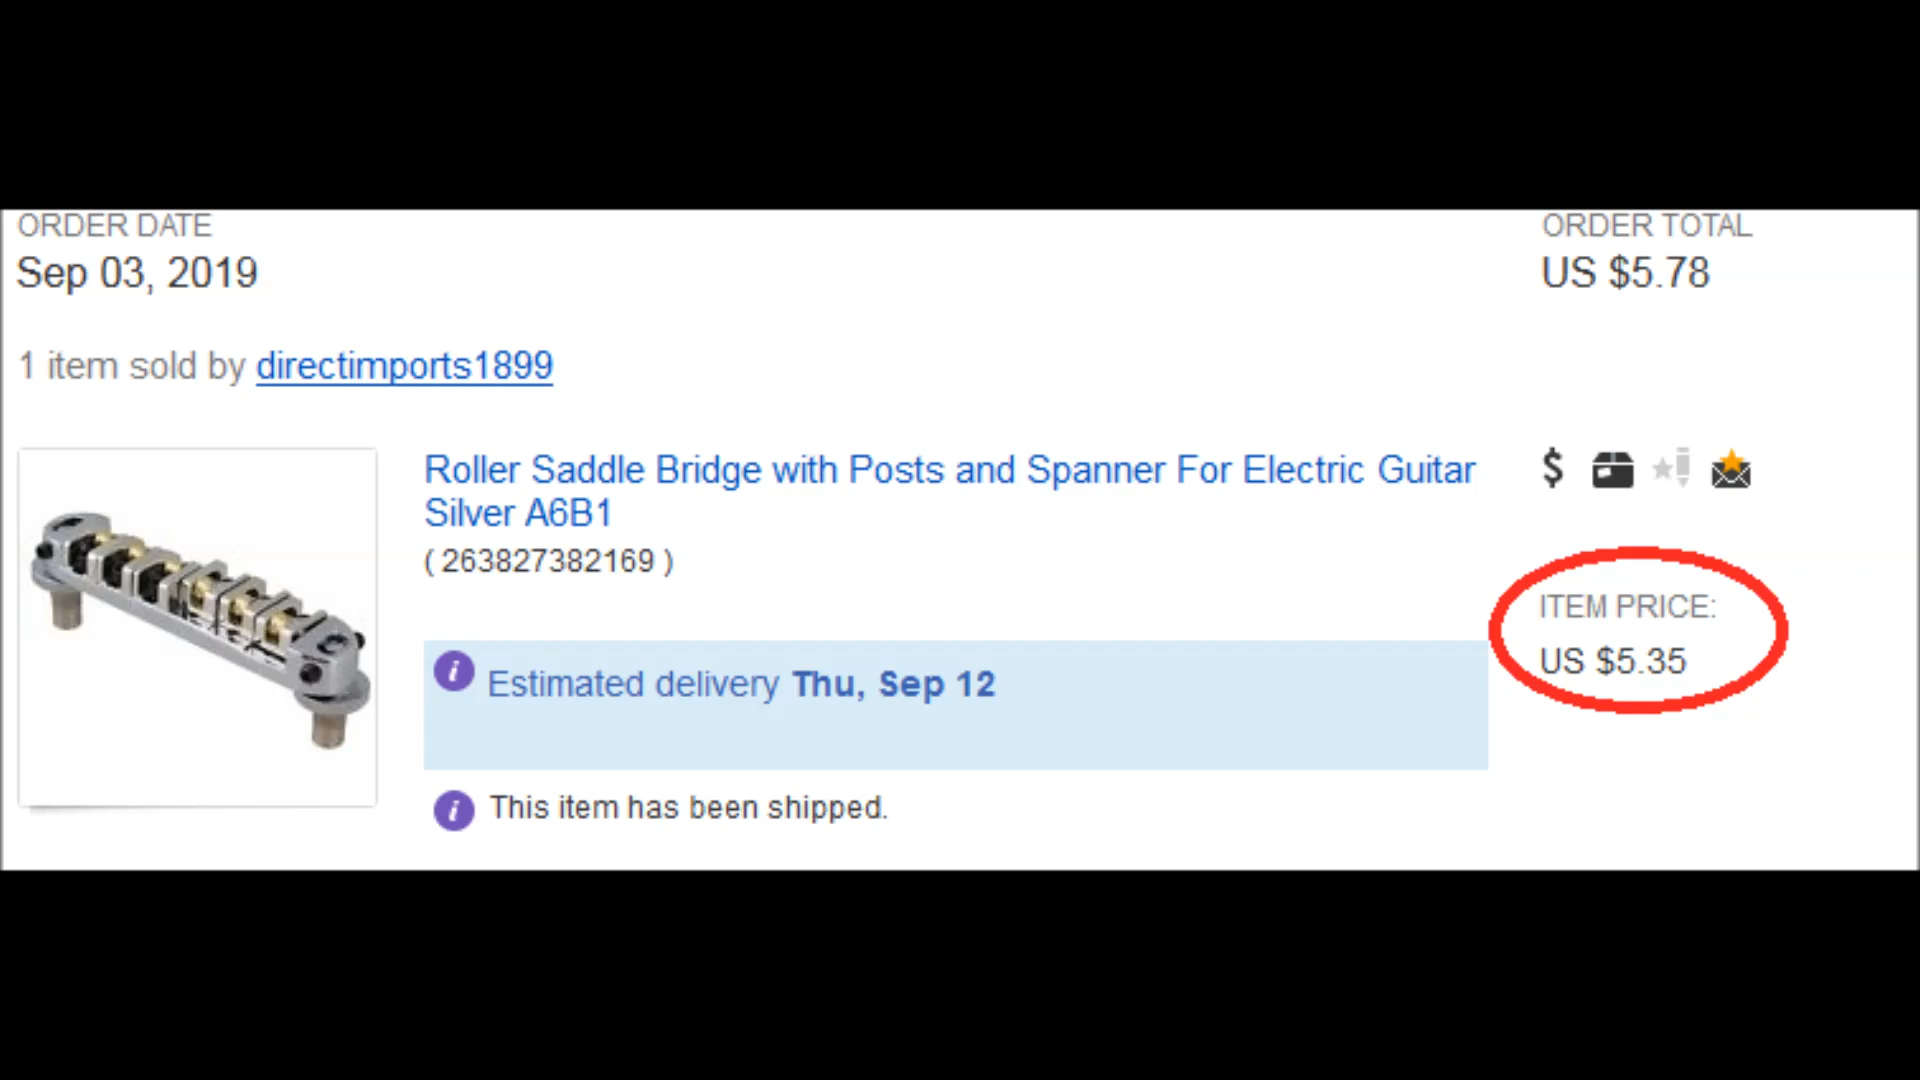 ORDER DATE
ORDER TOTAL
Sep 03, 2019
US $5.78
1 item sold by directimports1899
Roller Saddle Bridge with Posts and Spanner For Electric Guitar
Silver A6B1
( 263827382169 )
ITEM PRICE:
US $5.35
Estimated delivery Thu, Sep 12
This item has been shipped.